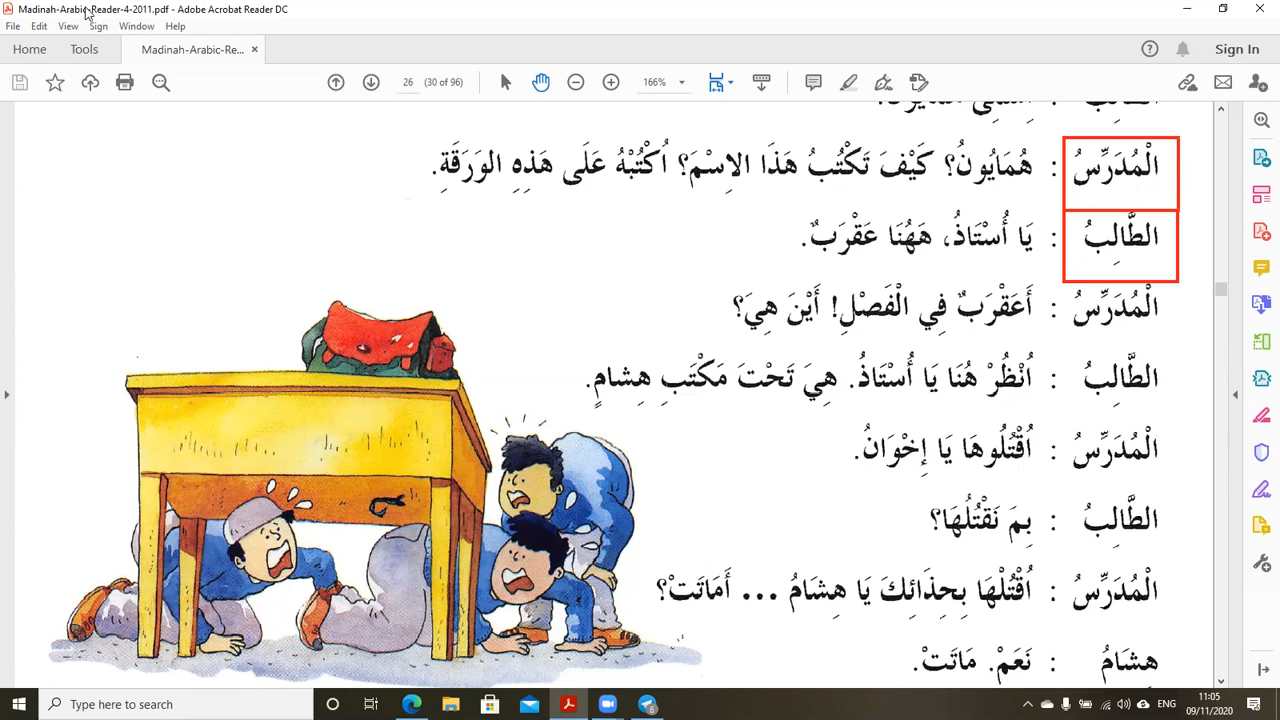 Madinah-Arabic-Reader-4-2011.pdf - Adobe Acrobat Reader DC
File Edit View Sign Window Help
Home Tools Madinah-Arabic-Re... × Sign In
26 (30 of 96) 166%
الْمُدَرِّسُ : هُمَايُونُ؟ كَيْفَ تَكْتُبُ هَذَا الاِسْمَ؟ اُكْتُبْهُ عَلَى هَذِهِ الوَرَقَةِ.
الطَّالِبُ : يَا أُسْتَاذُ، هَهُنَا عَقْرَبٌ.
الْمُدَرِّسُ : أَعَقْرَبٌ فِي الْفَصْلِ! أَيْنَ هِيَ؟
الطَّالِبُ : اُنْظُرْ هُنَا يَا أُسْتَاذُ. هِيَ تَحْتَ مَكْتَبِ هِشامٍ.
الْمُدَرِّسُ : اُقْتُلُوهَا يَا إِخْوَانُ.
الطَّالِبُ : بِمَ نَقْتُلُهَا؟
الْمُدَرِّسُ : اُقْتُلْهَا بِحِذَائِكَ يَا هِشَامُ ... أَمَاتَتْ؟
هِشَامُ : نَعَمْ. مَاتَتْ.
Type here to search
ENG
11:05
09/11/2020